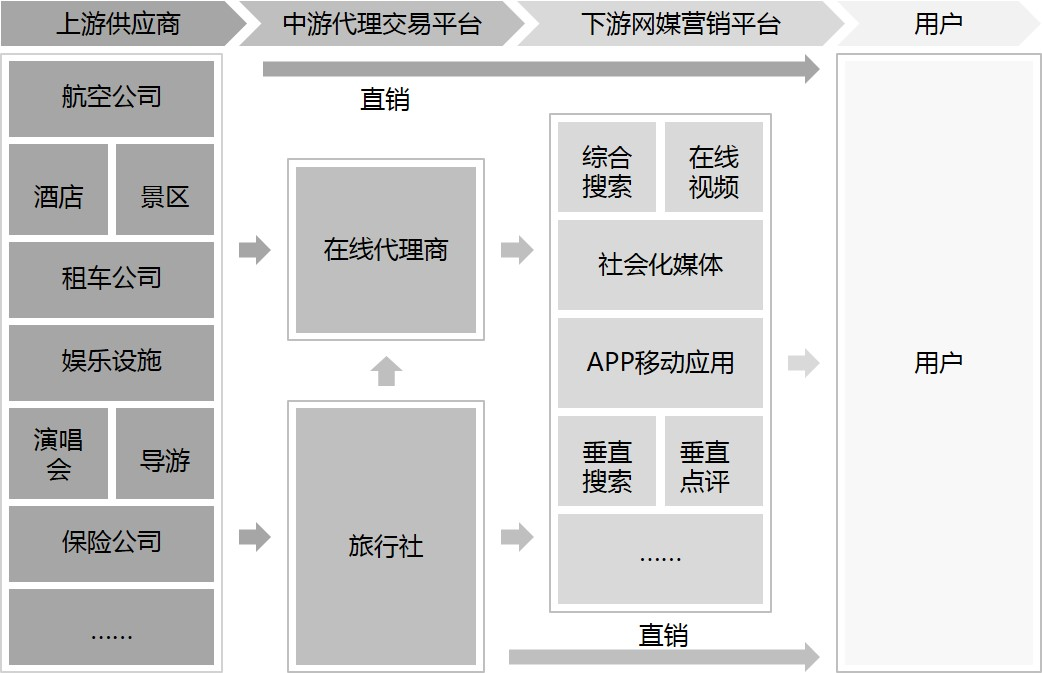 上游供应商
中游代理交易平台
下游网媒营销平台
用户
直销
航空公司
酒店
景区
租车公司
娱乐设施
演唱
会
导游
保险公司
……
在线代理商
旅行社
综合
搜索
在线
视频
社会化媒体
APP移动应用
垂直
搜索
垂直
点评
……
直销
用户